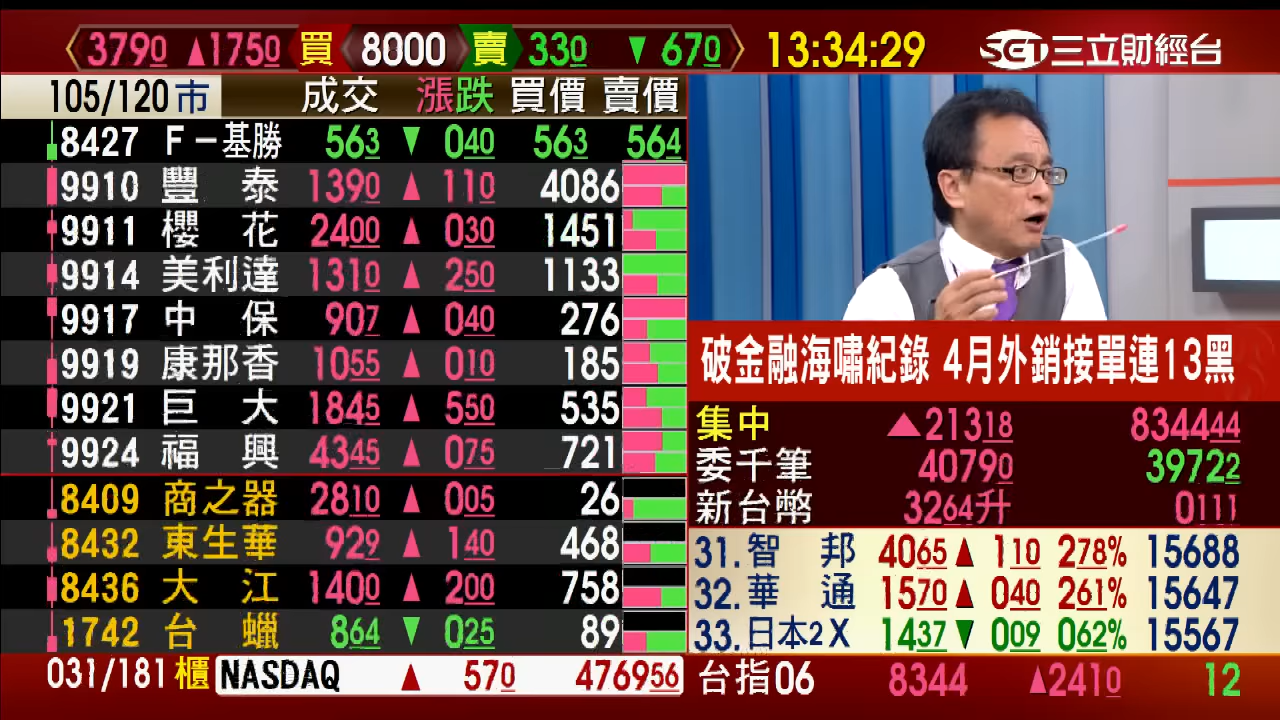 3790 ▲1750 買 8000 賣 330 ▼ 670 13:34:29 SET三立財經台
105/120市 成交 漲跌 買價 賣價
8427 F－基勝 563 ▼ 040 563 564
9910 豐泰 1390 ▲ 110 4086
9911 櫻花 2400 ▲ 030 1451
9914 美利達 1310 ▲ 250 1133
9917 中保 907 ▲ 040 276
9919 康那香 1055 ▲ 010 185
9921 巨大 1845 ▲ 550 535
9924 福興 4345 ▲ 075 721
8409 商之器 2810 ▲ 005 26
8432 東生華 929 ▲ 140 468
8436 大江 1400 ▲ 200 758
1742 台蠟 864 ▼ 025 89
031/181櫃 NASDAQ ▲ 570 476956
破金融海嘯紀錄 4月外銷接單連13黑
集中 ▲21318 834444
委千筆 40790 39722
新台幣 3264升 0111
31.智邦 4065 ▲ 110 278% 15688
32.華通 1570 ▲ 040 261% 15647
33.日本2X 1437 ▼ 009 062% 15567
台指06 8344 ▲2410 12